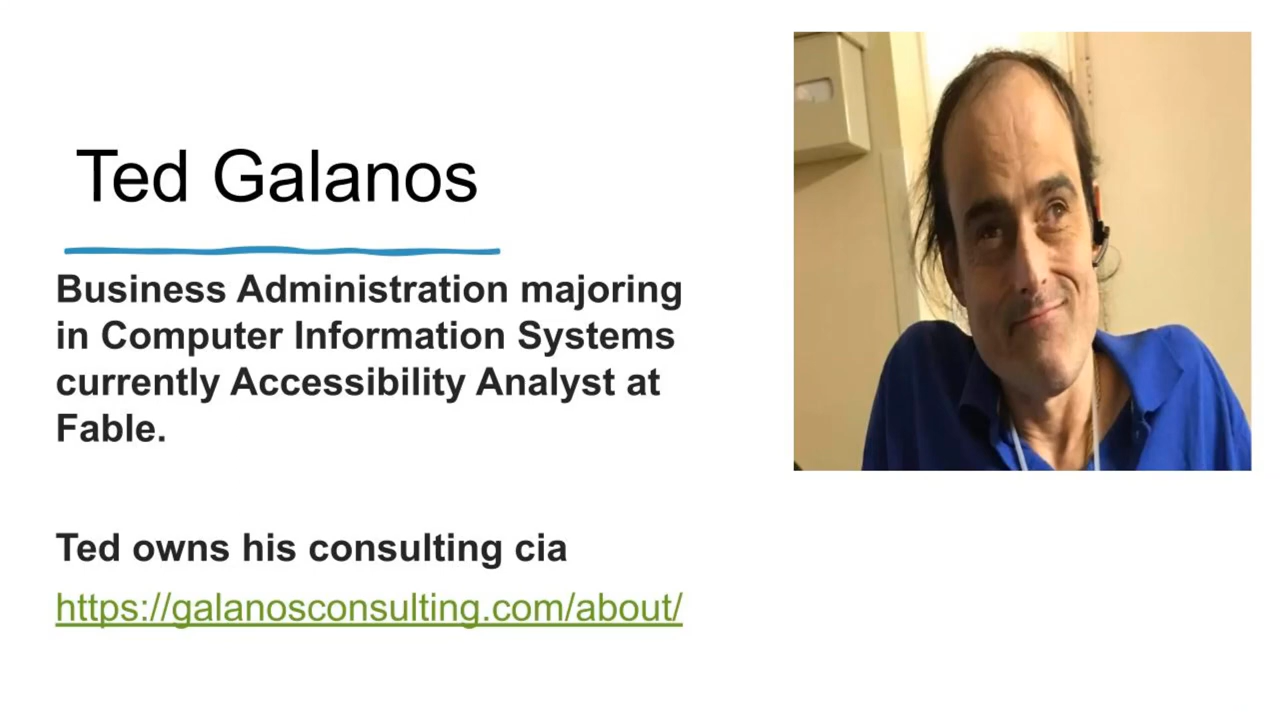 Ted Galanos
Business Administration majoring
in Computer Information Systems
currently Accessibility Analyst at
Fable.
Ted owns his consulting cia
https://galanosconsulting.com/about/